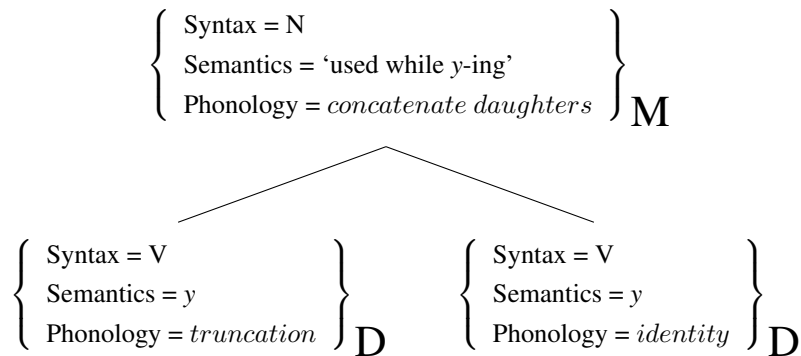 Syntax = N
Semantics = ‘used while y-ing’
Phonology = concatenate daughters
M
Syntax = V
Semantics = y
Phonology = truncation
D
Syntax = V
Semantics = y
Phonology = identity
D